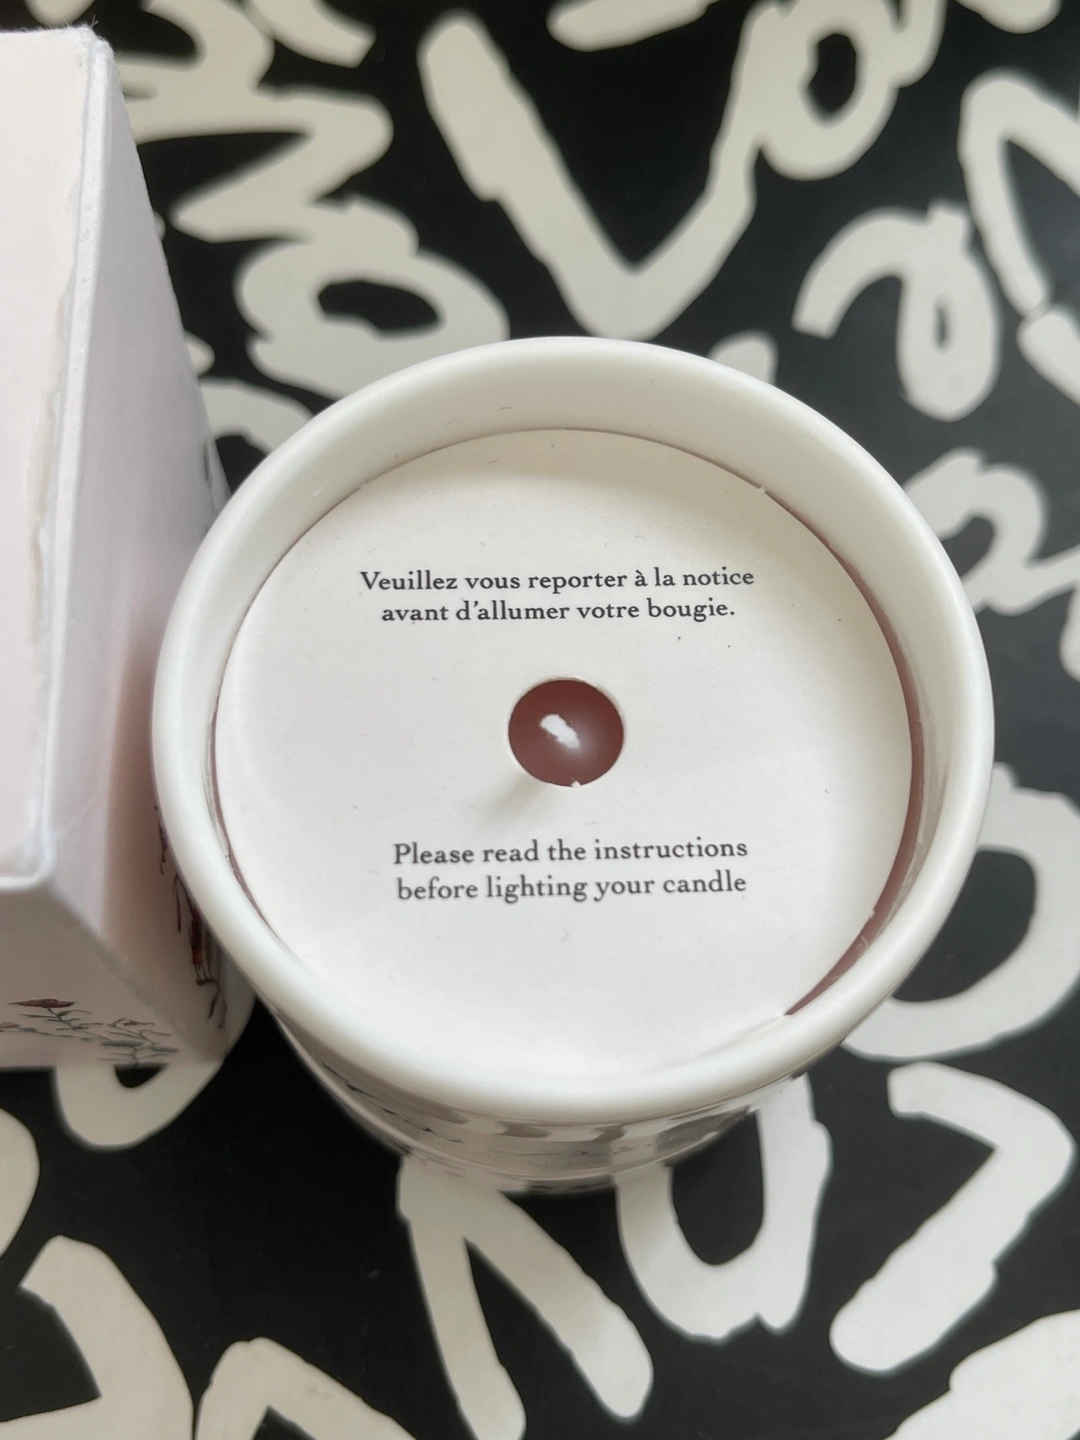 Veuillez vous reporter à la notice
avant d'allumer votre bougie.
Please read the instructions
before lighting your candle